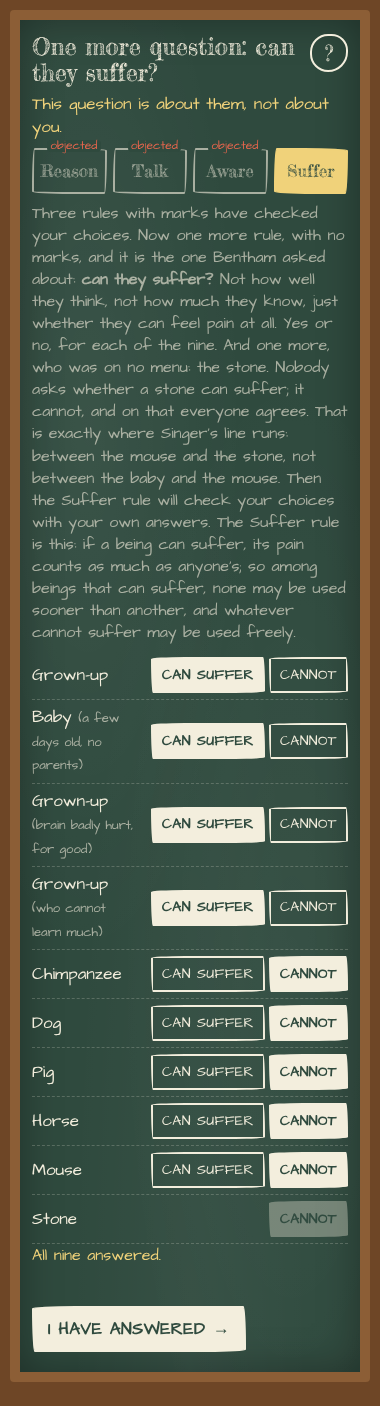 One more question: can
they suffer?
?
This question is about them, not about
you.
objected objected objected
Reason Talk Aware Suffer
Three rules with marks have checked
your choices. Now one more rule, with no
marks, and it is the one Bentham asked
about: can they suffer? Not how well
they think, not how much they know, just
whether they can feel pain at all. Yes or
no, for each of the nine. And one more,
who was on no menu: the stone. Nobody
asks whether a stone can suffer; it
cannot, and on that everyone agrees. That
is exactly where Singer's line runs:
between the mouse and the stone, not
between the baby and the mouse. Then
the Suffer rule will check your choices
with your own answers. The Suffer rule
is this: if a being can suffer, its pain
counts as much as anyone's; so among
beings that can suffer, none may be used
sooner than another, and whatever
cannot suffer may be used freely.
Grown-up CAN SUFFER CANNOT
Baby (a few
days old, no
parents)
CAN SUFFER CANNOT
Grown-up
(brain badly hurt,
for good)
CAN SUFFER CANNOT
Grown-up
(who cannot
learn much)
CAN SUFFER CANNOT
Chimpanzee CAN SUFFER CANNOT
Dog CAN SUFFER CANNOT
Pig CAN SUFFER CANNOT
Horse CAN SUFFER CANNOT
Mouse CAN SUFFER CANNOT
Stone CANNOT
All nine answered.
I HAVE ANSWERED →